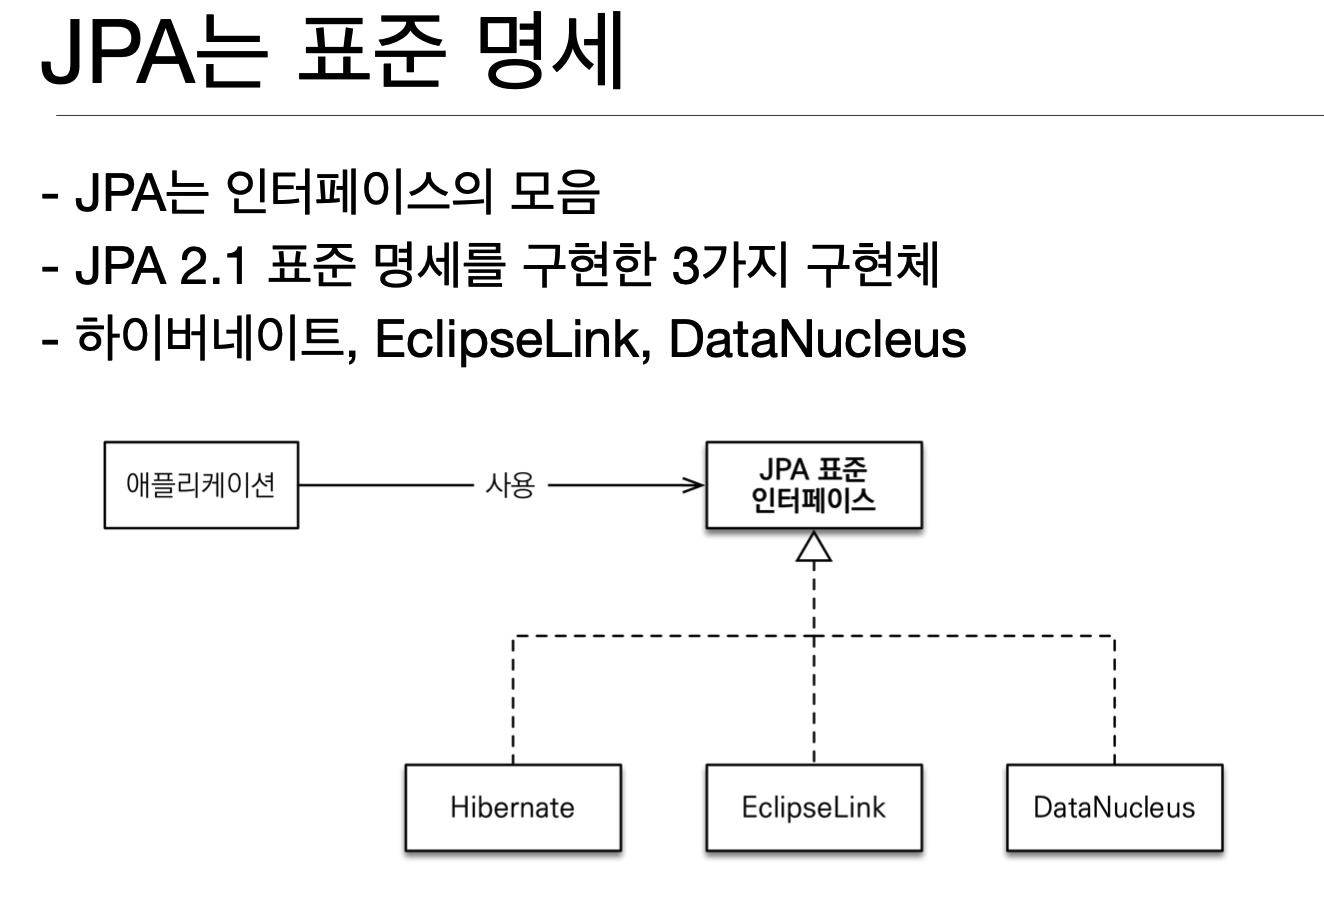 JPA는 표준 명세
- JPA는 인터페이스의 모음
- JPA 2.1 표준 명세를 구현한 3가지 구현체
- 하이버네이트, EclipseLink, DataNucleus
애플리케이션
사용
JPA 표준
인터페이스
Hibernate
EclipseLink
DataNucleus